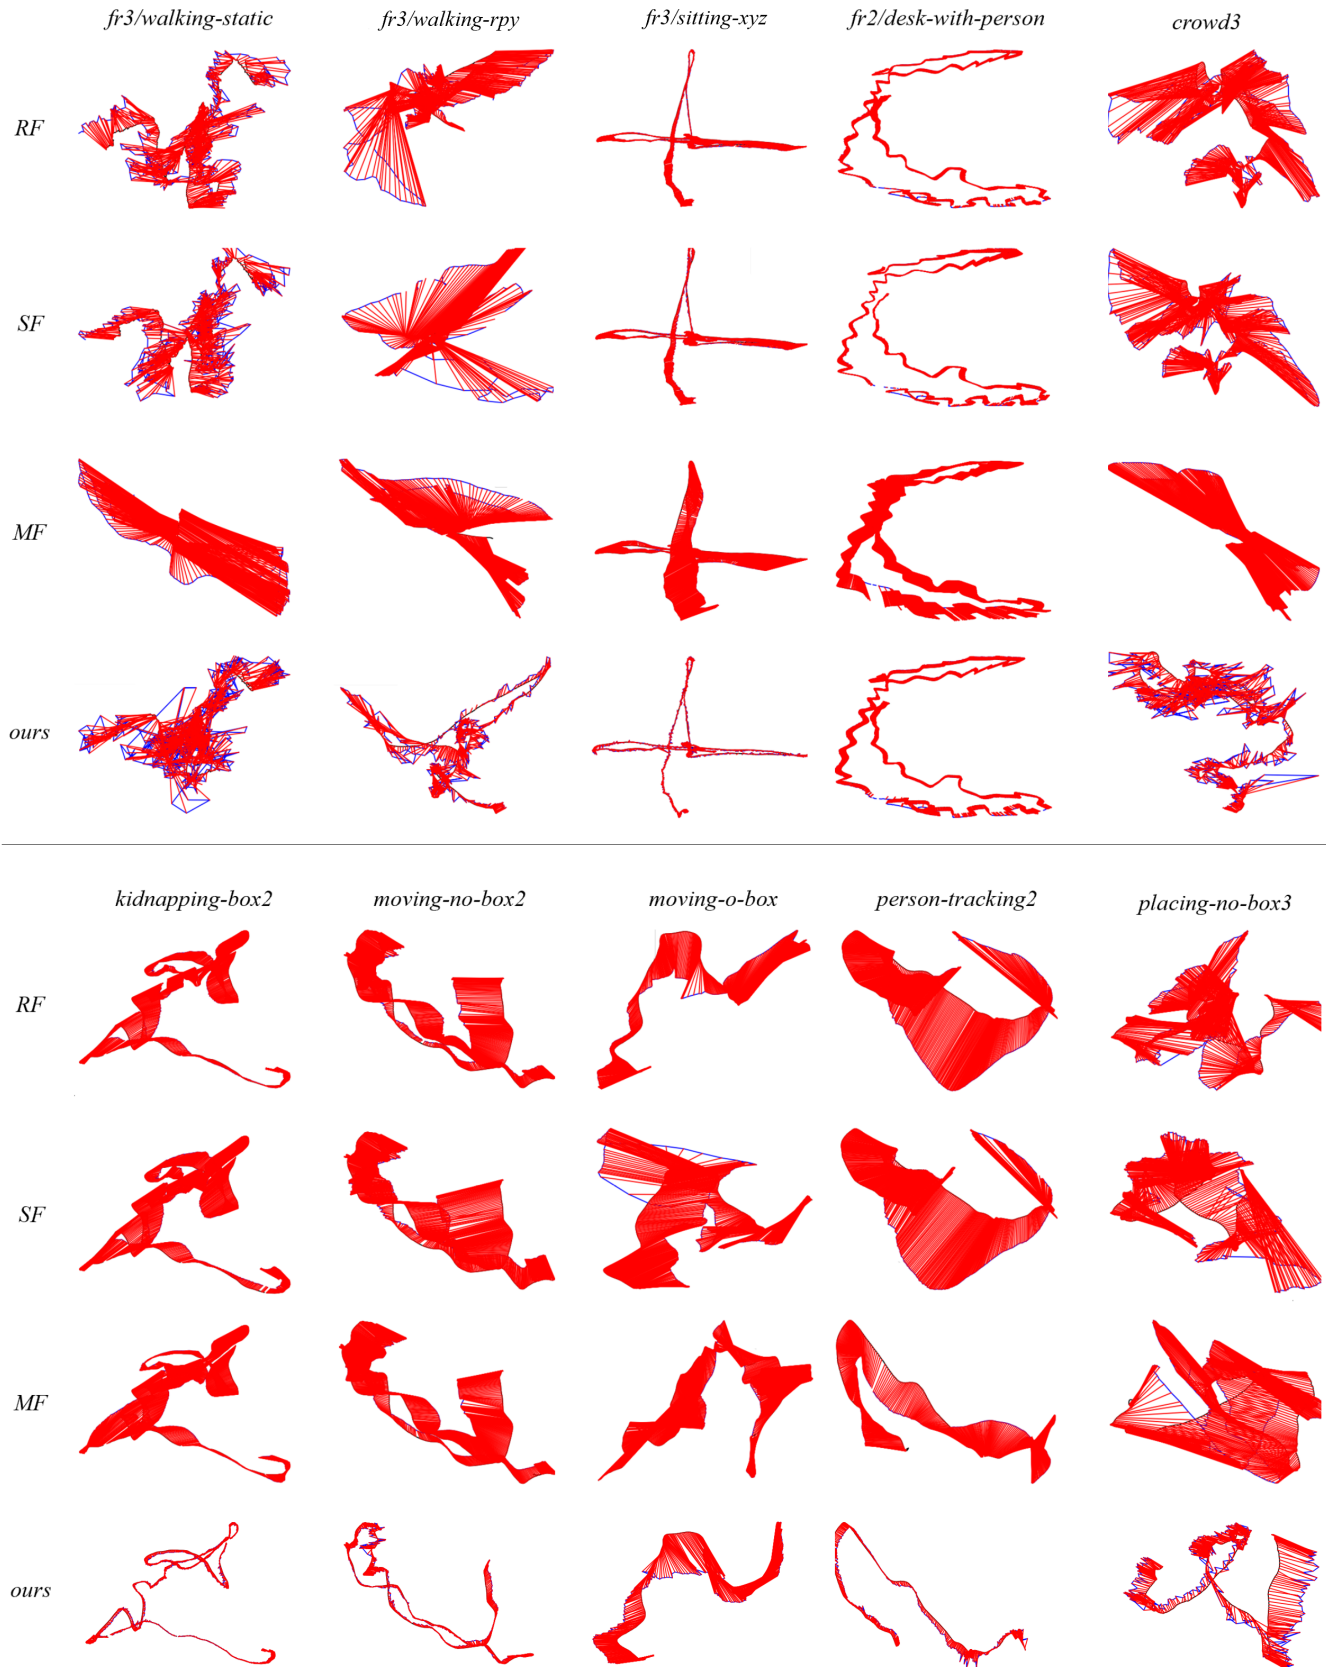 fr3/walking-static fr3/walking-rpy fr3/sitting-xyz fr2/desk-with-person crowd3
RF
SF
MF
ours
kidnapping-box2 moving-no-box2 moving-o-box person-tracking2 placing-no-box3
RF
SF
MF
ours